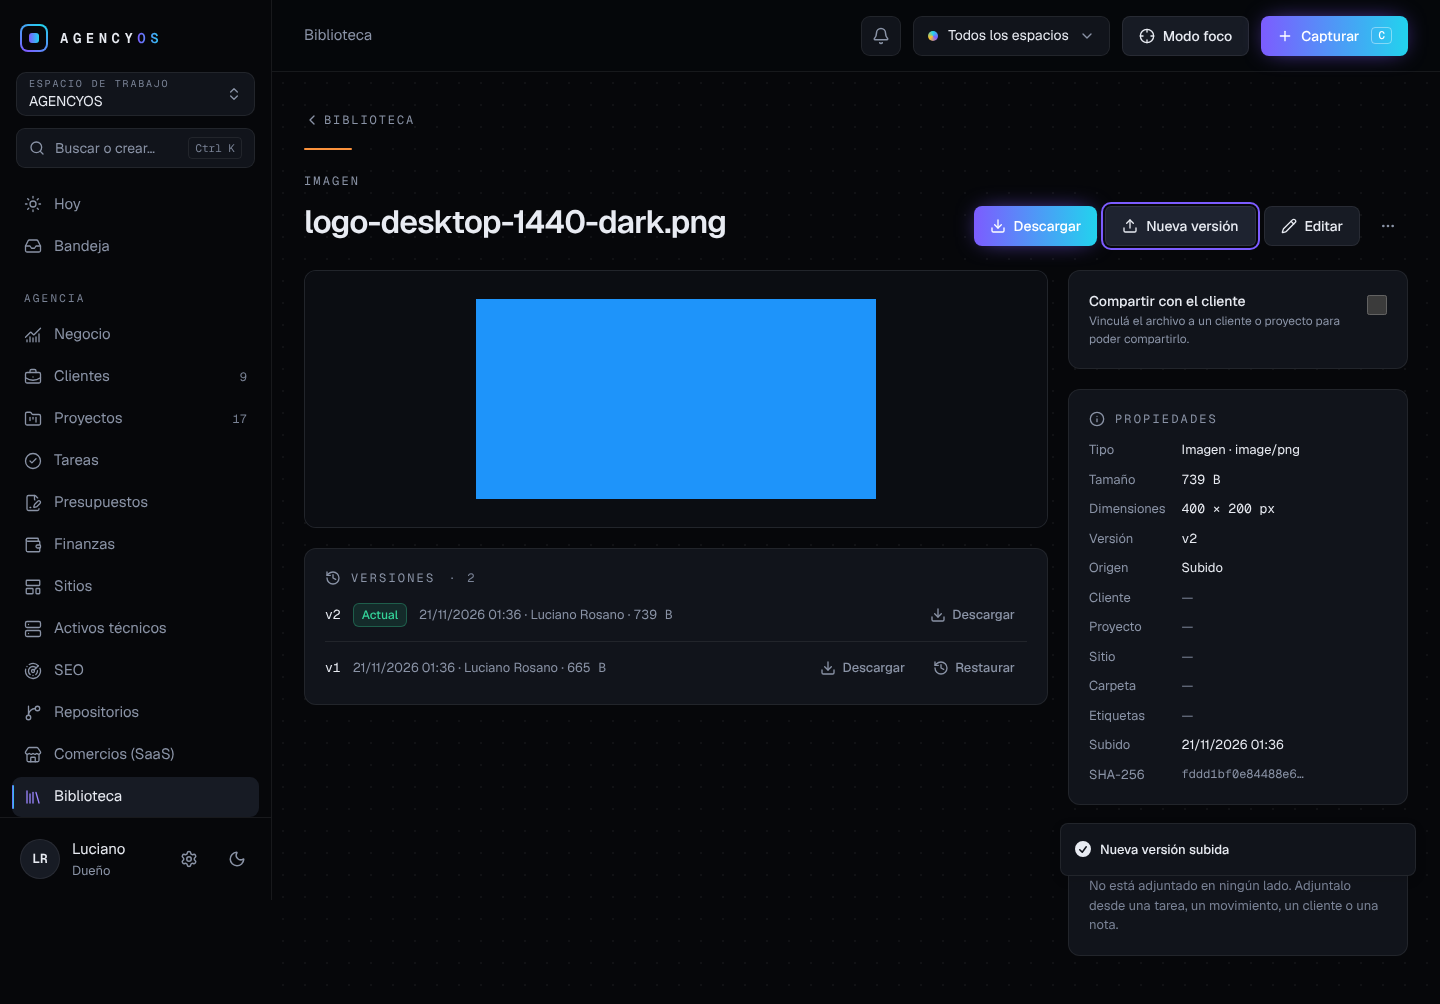 AGENCYOS
ESPACIO DE TRABAJO
AGENCYOS
Buscar o crear... Ctrl K
Hoy
Bandeja
AGENCIA
Negocio
Clientes 9
Proyectos 17
Tareas
Presupuestos
Finanzas
Sitios
Activos técnicos
SEO
Repositorios
Comercios (SaaS)
Biblioteca
LR
Luciano
Dueño
Biblioteca
Todos los espacios
Modo foco
Capturar C
BIBLIOTECA
IMAGEN
logo-desktop-1440-dark.png
Descargar
Nueva versión
Editar
VERSIONES · 2
v2 Actual 21/11/2026 01:36 · Luciano Rosano · 739 B Descargar
v1 21/11/2026 01:36 · Luciano Rosano · 665 B Descargar Restaurar
Compartir con el cliente
Vinculá el archivo a un cliente o proyecto para
poder compartirlo.
PROPIEDADES
Tipo Imagen · image/png
Tamaño 739 B
Dimensiones 400 × 200 px
Versión v2
Origen Subido
Cliente —
Proyecto —
Sitio —
Carpeta —
Etiquetas —
Subido 21/11/2026 01:36
SHA-256 fddd1bf0e84488e6…
Nueva versión subida
No está adjuntado en ningún lado. Adjuntalo
desde una tarea, un movimiento, un cliente o una
nota.